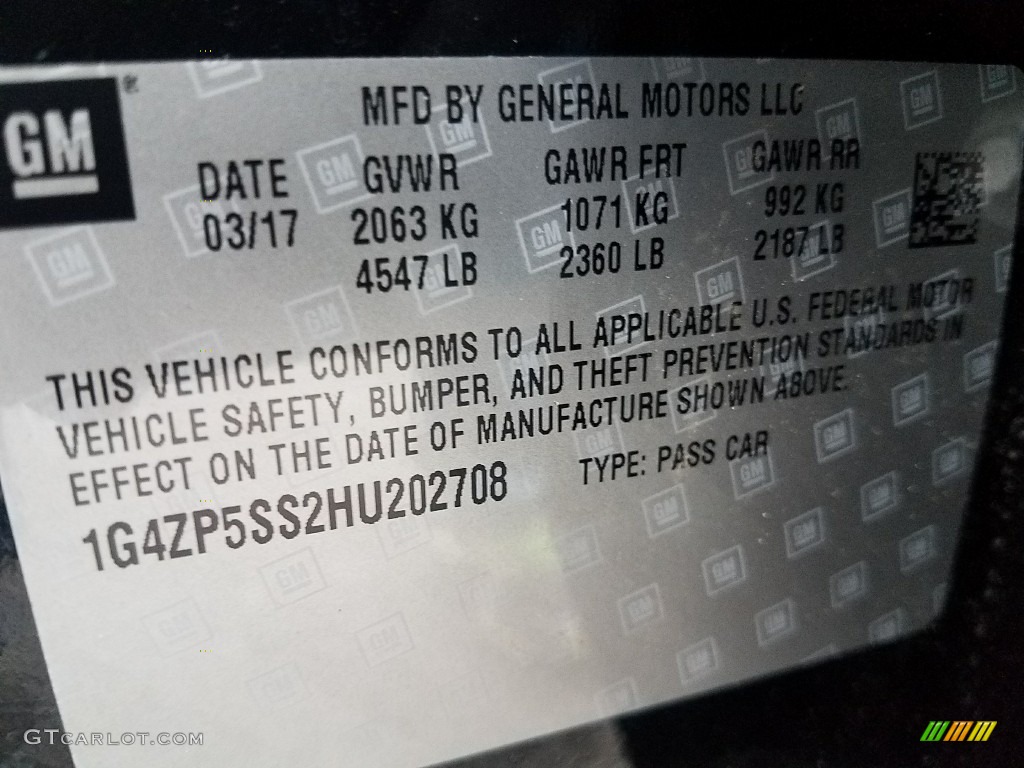 GM
MFD BY GENERAL MOTORS LLC
DATE GVWR GAWR FRT GAWR RR
03/17 2063 KG 1071 KG 992 KG
4547 LB 2360 LB 2187 LB
THIS VEHICLE CONFORMS TO ALL APPLICABLE U.S. FEDERAL MOTOR
VEHICLE SAFETY, BUMPER, AND THEFT PREVENTION STANDARDS IN
EFFECT ON THE DATE OF MANUFACTURE SHOWN ABOVE.
1G4ZP5SS2HU202708 TYPE: PASS CAR
GTCARLOT.COM